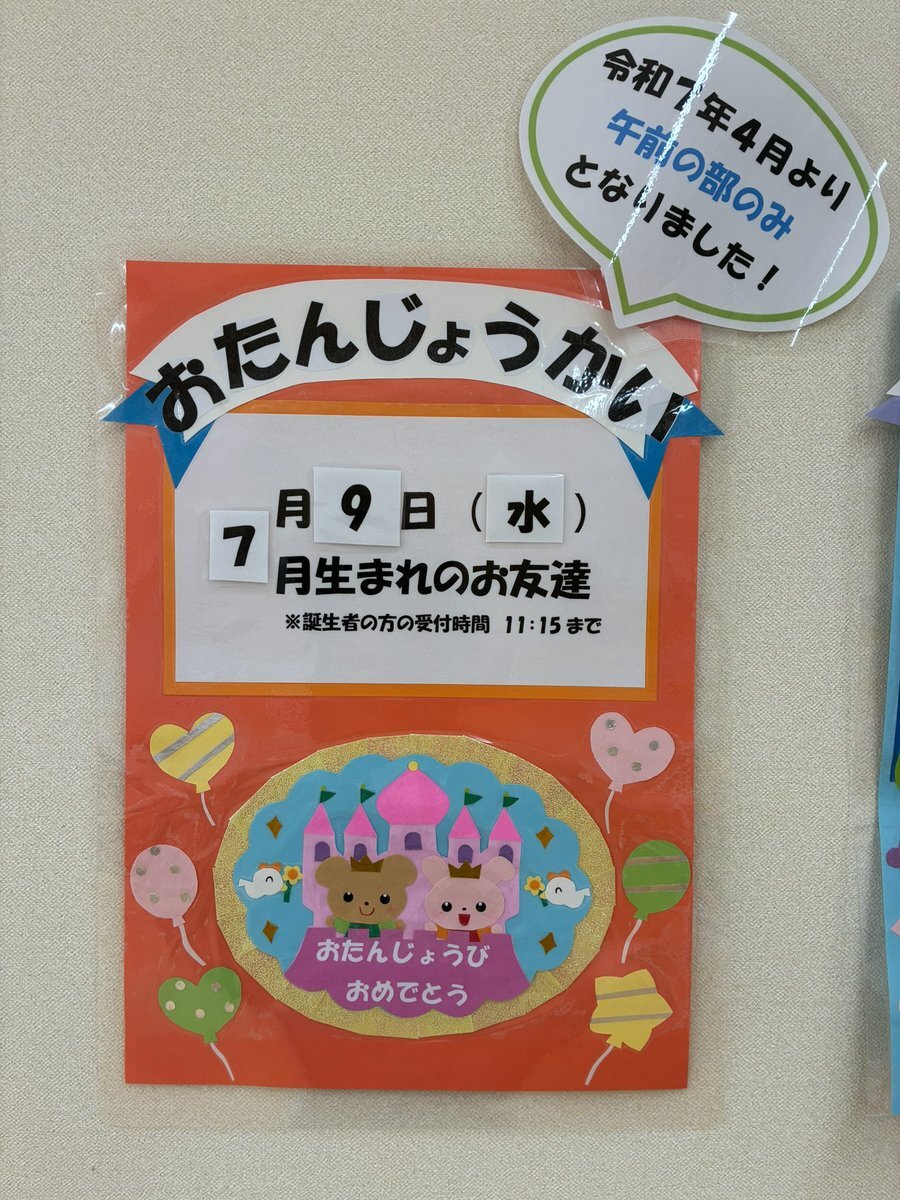 令和7年4月より
午前の部のみ
となりました！
おたんじょうかい
7月9日（水）
月生まれのお友達
※誕生者の方の受付時間 11:15まで
おたんじょうび
おめでとう